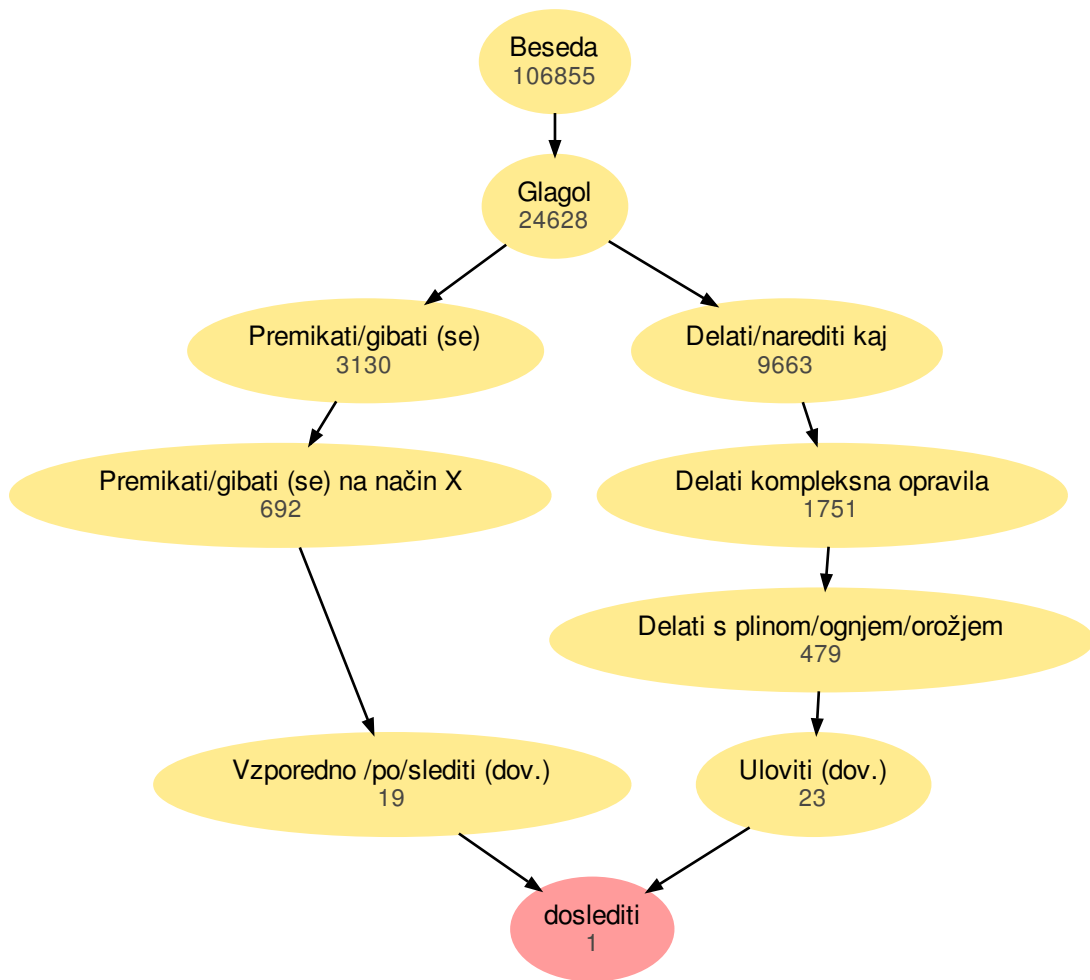 Beseda
106855
Glagol
24628
Premikati/gibati (se)
3130
Delati/narediti kaj
9663
Premikati/gibati (se) na način X
692
Delati kompleksna opravila
1751
Delati s plinom/ognjem/orožjem
479
Vzporedno /po/slediti (dov.)
19
Uloviti (dov.)
23
doslediti
1